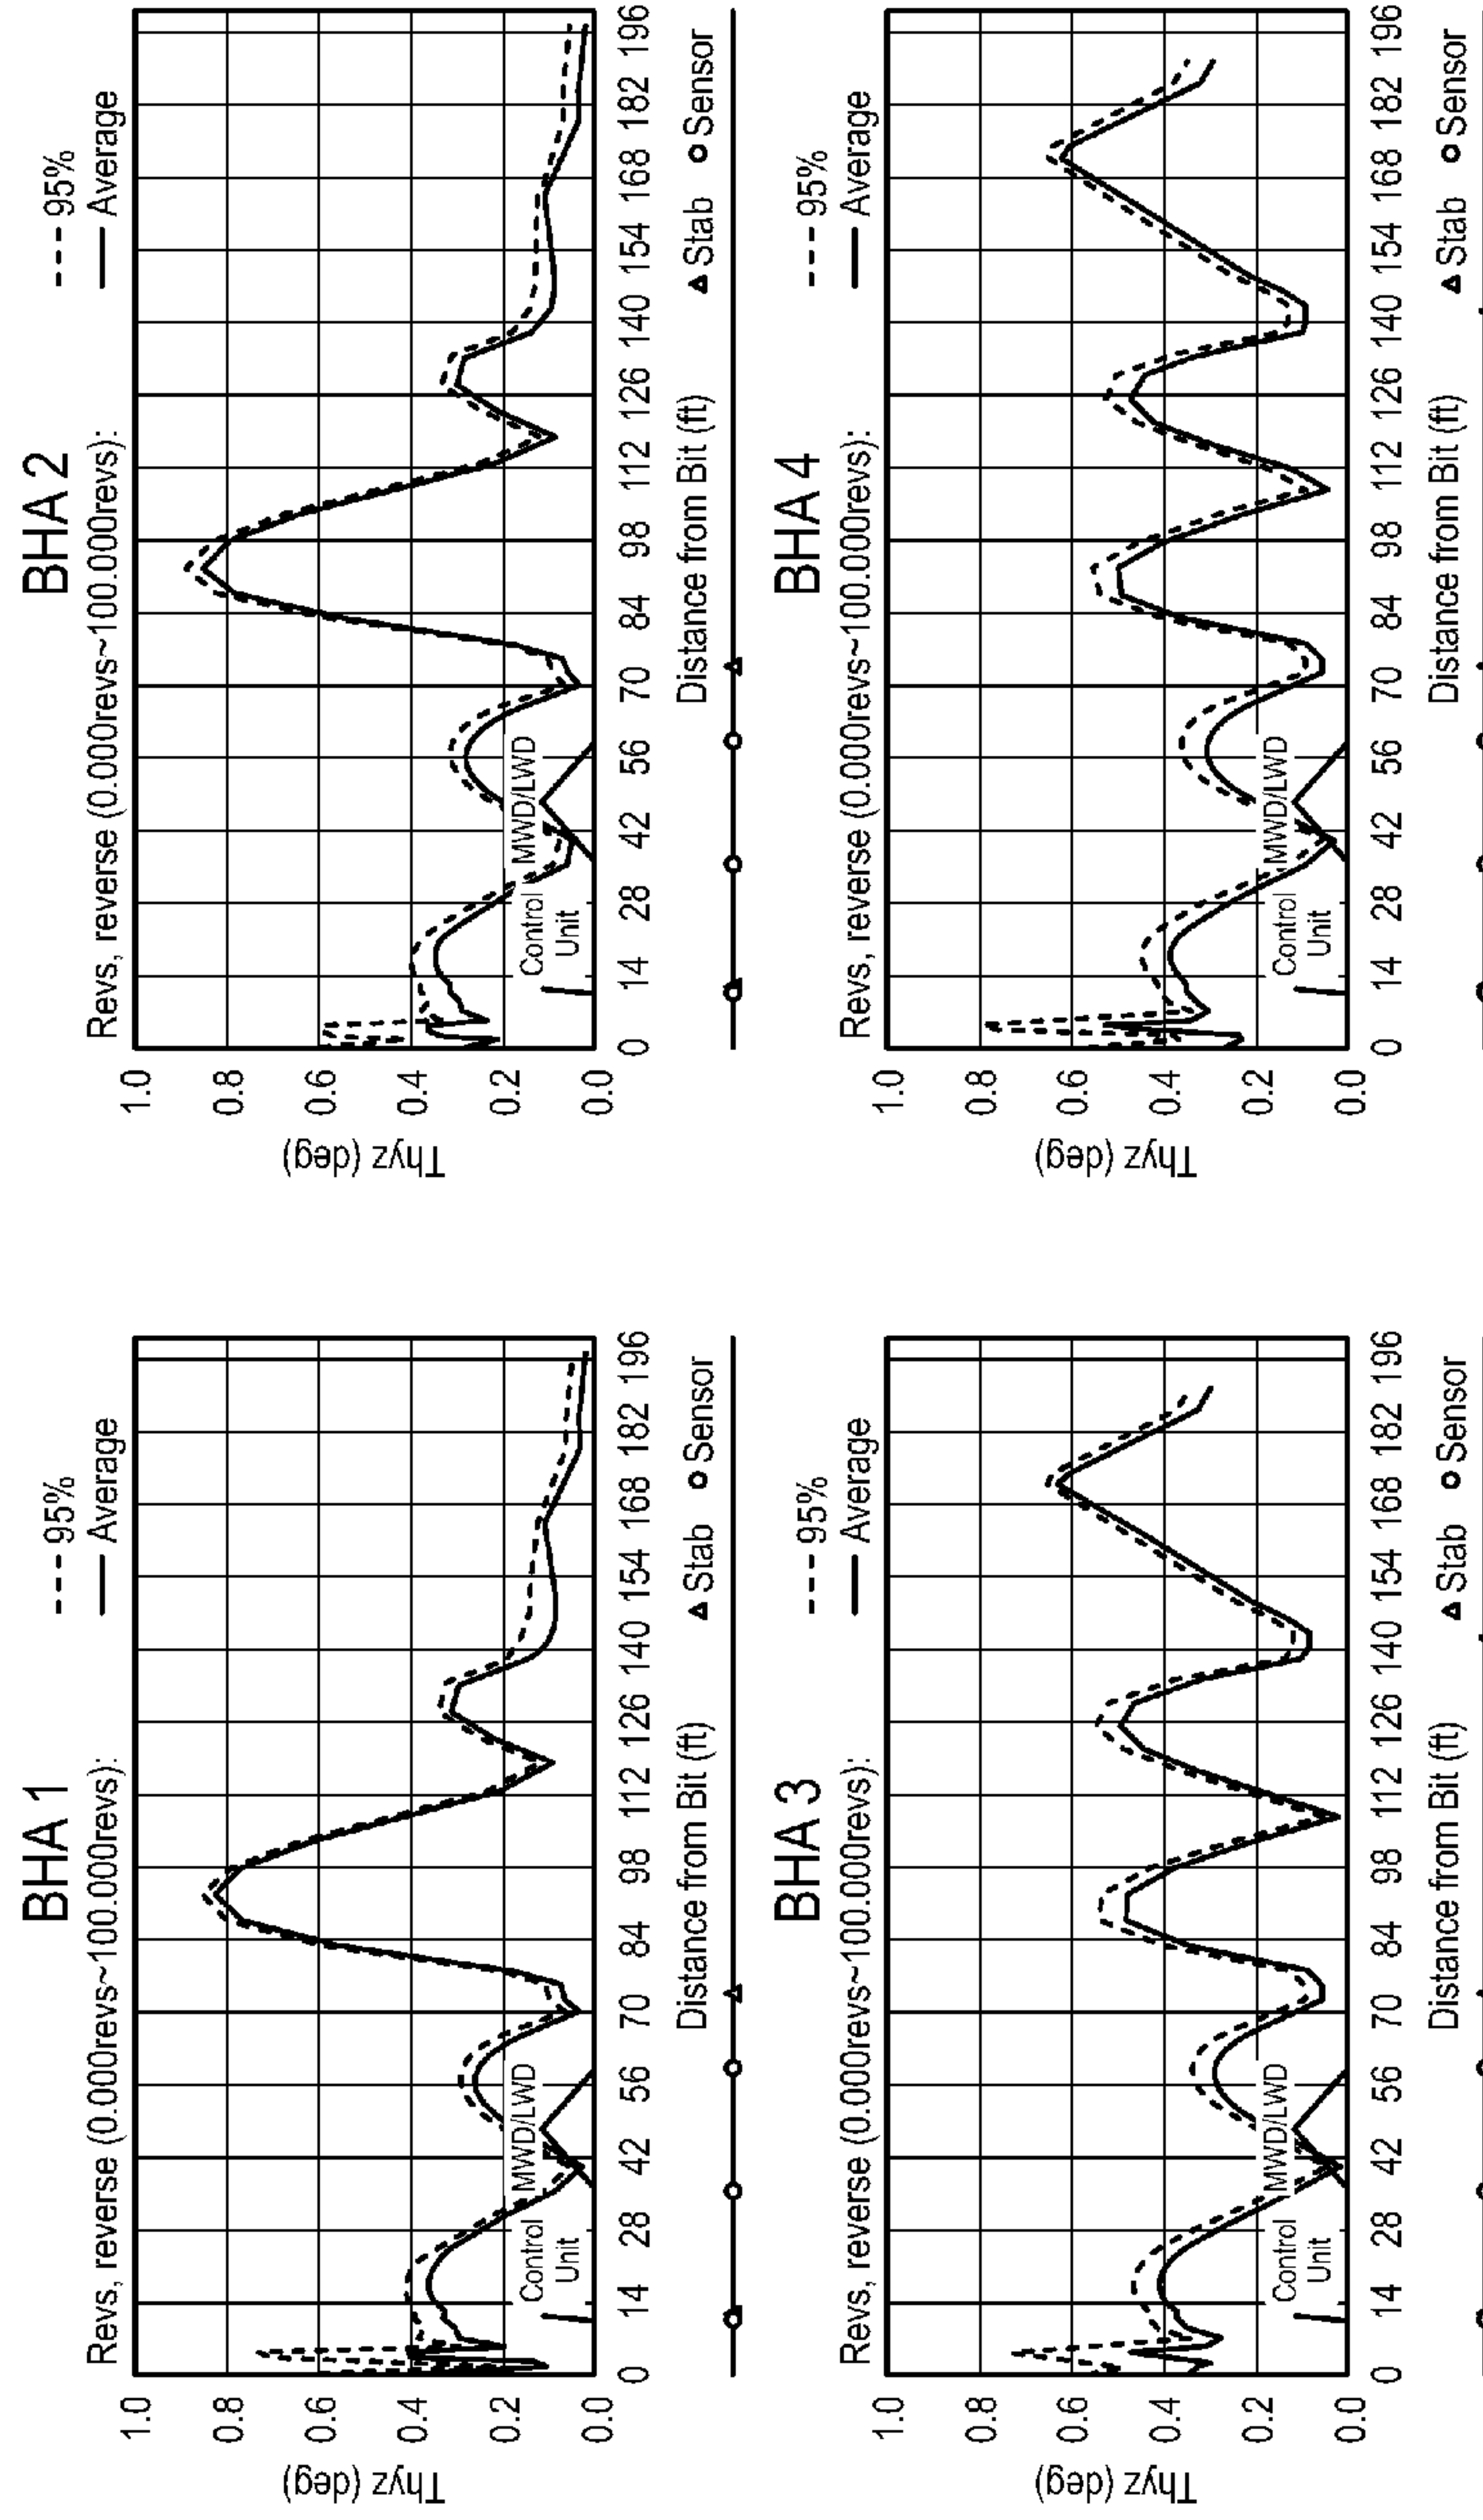 BHA 1
Revs, reverse (0.000revs~100.000revs):
--- 95%
— Average
Thyz (deg)
1.0
0.8
0.6
0.4
0.2
0.0
Control
Unit
MWD/LWD
0 14 28 42 56 70 84 98 112 126 140 154 168 182 196
Distance from Bit (ft)
Stab
Sensor
BHA 2
Revs, reverse (0.000revs~100.000revs):
--- 95%
— Average
Thyz (deg)
1.0
0.8
0.6
0.4
0.2
0.0
Control
Unit
MWD/LWD
0 14 28 42 56 70 84 98 112 126 140 154 168 182 196
Distance from Bit (ft)
Stab
Sensor
BHA 3
Revs, reverse (0.000revs~100.000revs):
--- 95%
— Average
Thyz (deg)
1.0
0.8
0.6
0.4
0.2
0.0
Control
Unit
MWD/LWD
0 14 28 42 56 70 84 98 112 126 140 154 168 182 196
Distance from Bit (ft)
Stab
Sensor
BHA 4
Revs, reverse (0.000revs~100.000revs):
--- 95%
— Average
Thyz (deg)
1.0
0.8
0.6
0.4
0.2
0.0
Control
Unit
MWD/LWD
0 14 28 42 56 70 84 98 112 126 140 154 168 182 196
Distance from Bit (ft)
Stab
Sensor